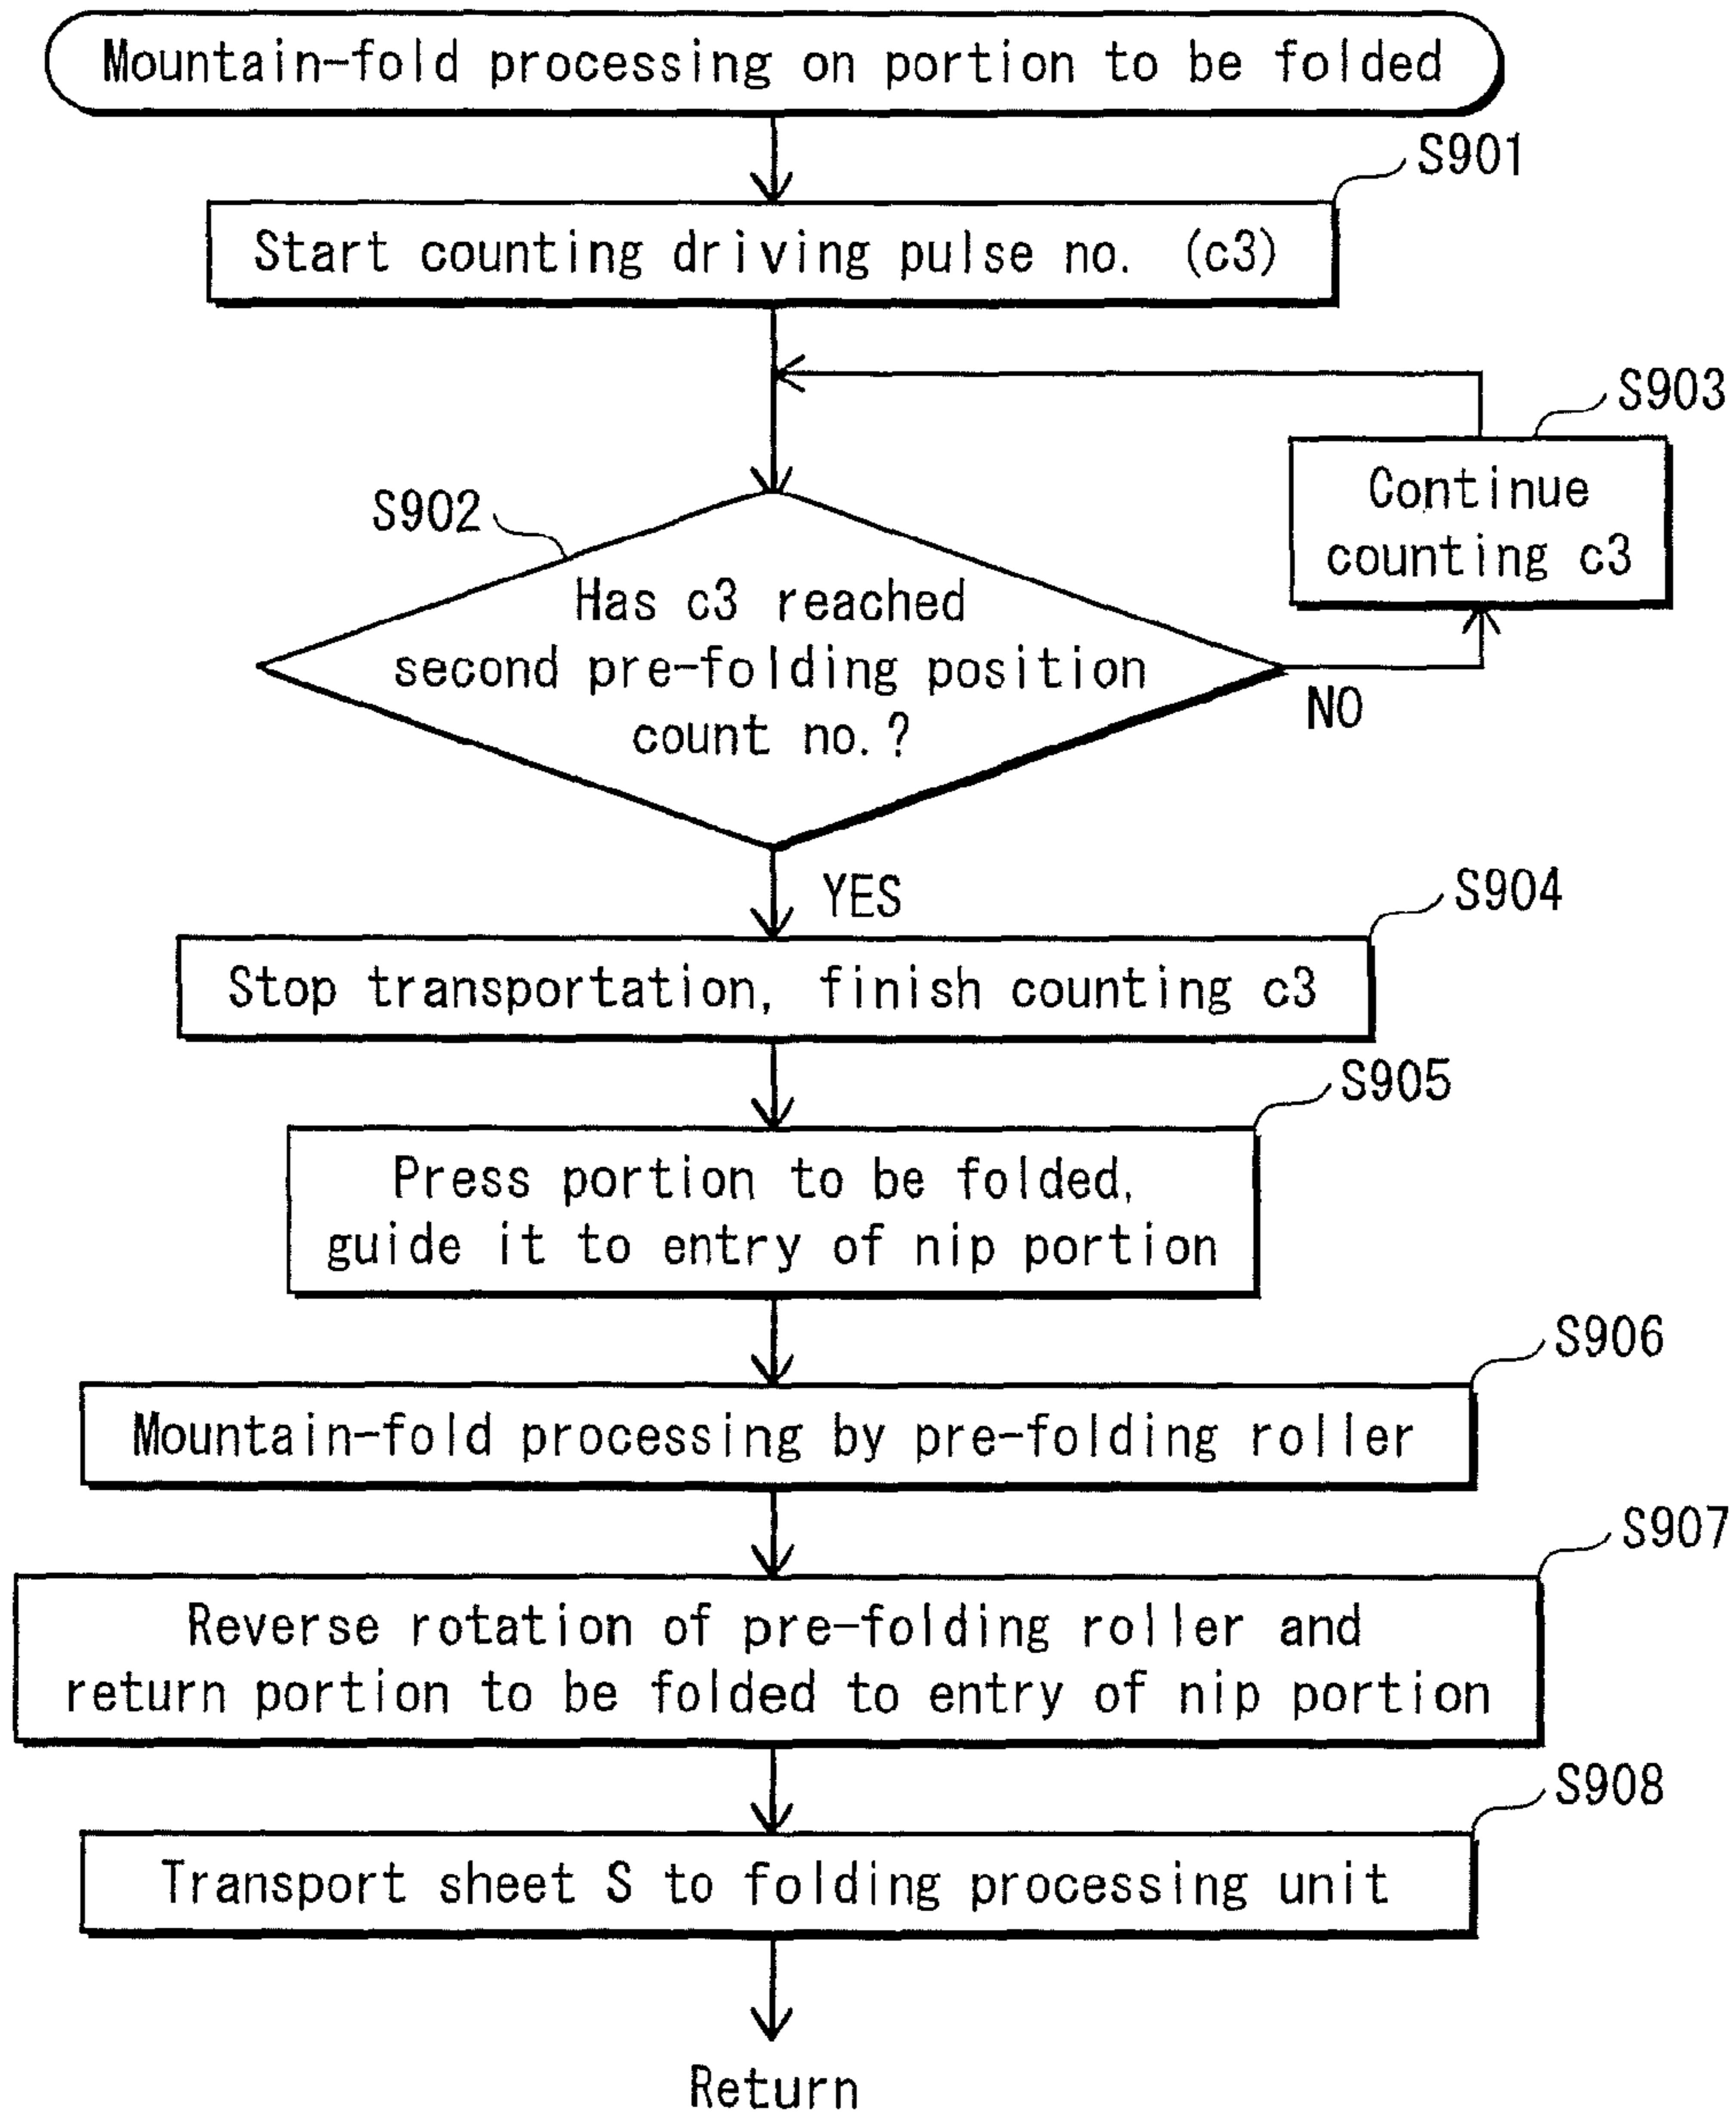 Mountain-fold processing on portion to be folded
S901
Start counting driving pulse no. (c3)
S903
Continue
counting c3
S902
Has c3 reached
second pre-folding position
count no.?
NO
YES
S904
Stop transportation, finish counting c3
S905
Press portion to be folded,
guide it to entry of nip portion
S906
Mountain-fold processing by pre-folding roller
S907
Reverse rotation of pre-folding roller and
return portion to be folded to entry of nip portion
S908
Transport sheet S to folding processing unit
Return